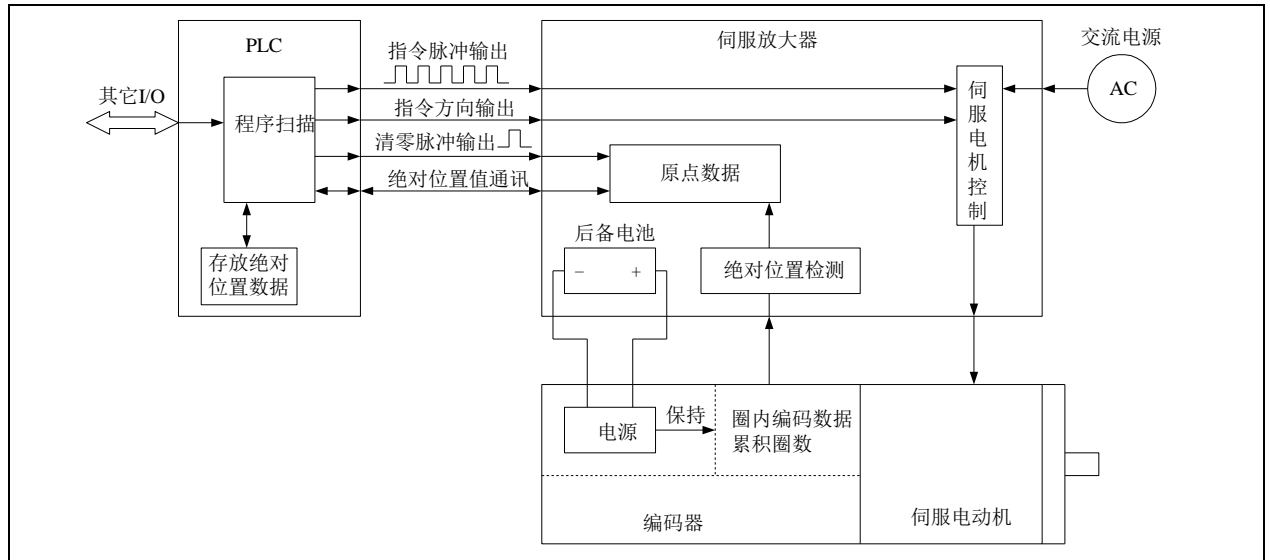 PLC
指令脉冲输出
伺服放大器
交流电源
其它I/O
程序扫描
指令方向输出
清零脉冲输出
绝对位置值通讯
原点数据
伺服电机控制
AC
后备电池
− +
绝对位置检测
存放绝对
位置数据
电源
保持
圈内编码数据
累积圈数
编码器
伺服电动机